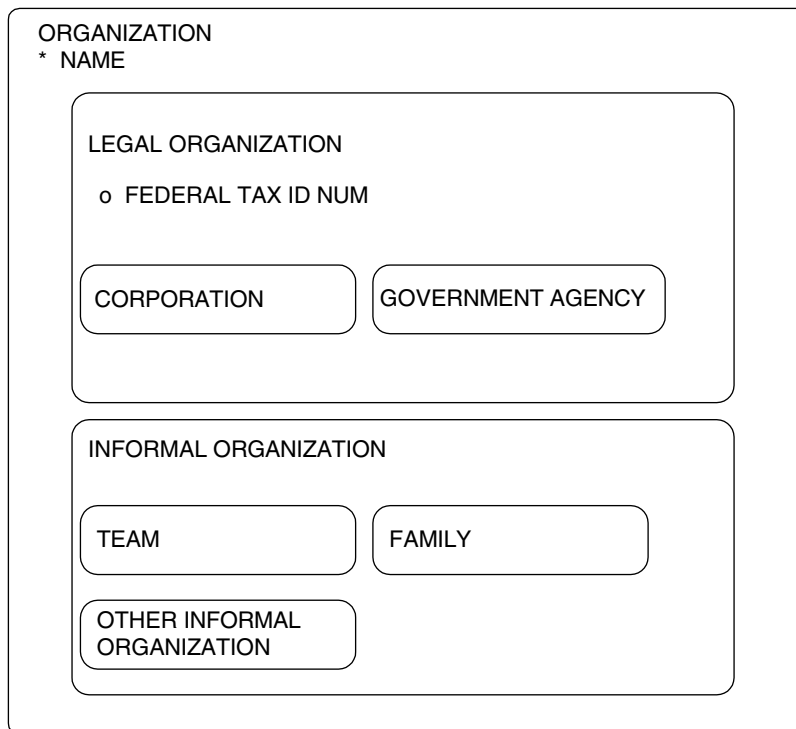 ORGANIZATION
* NAME
LEGAL ORGANIZATION
o FEDERAL TAX ID NUM
CORPORATION
GOVERNMENT AGENCY
INFORMAL ORGANIZATION
TEAM
FAMILY
OTHER INFORMAL
ORGANIZATION